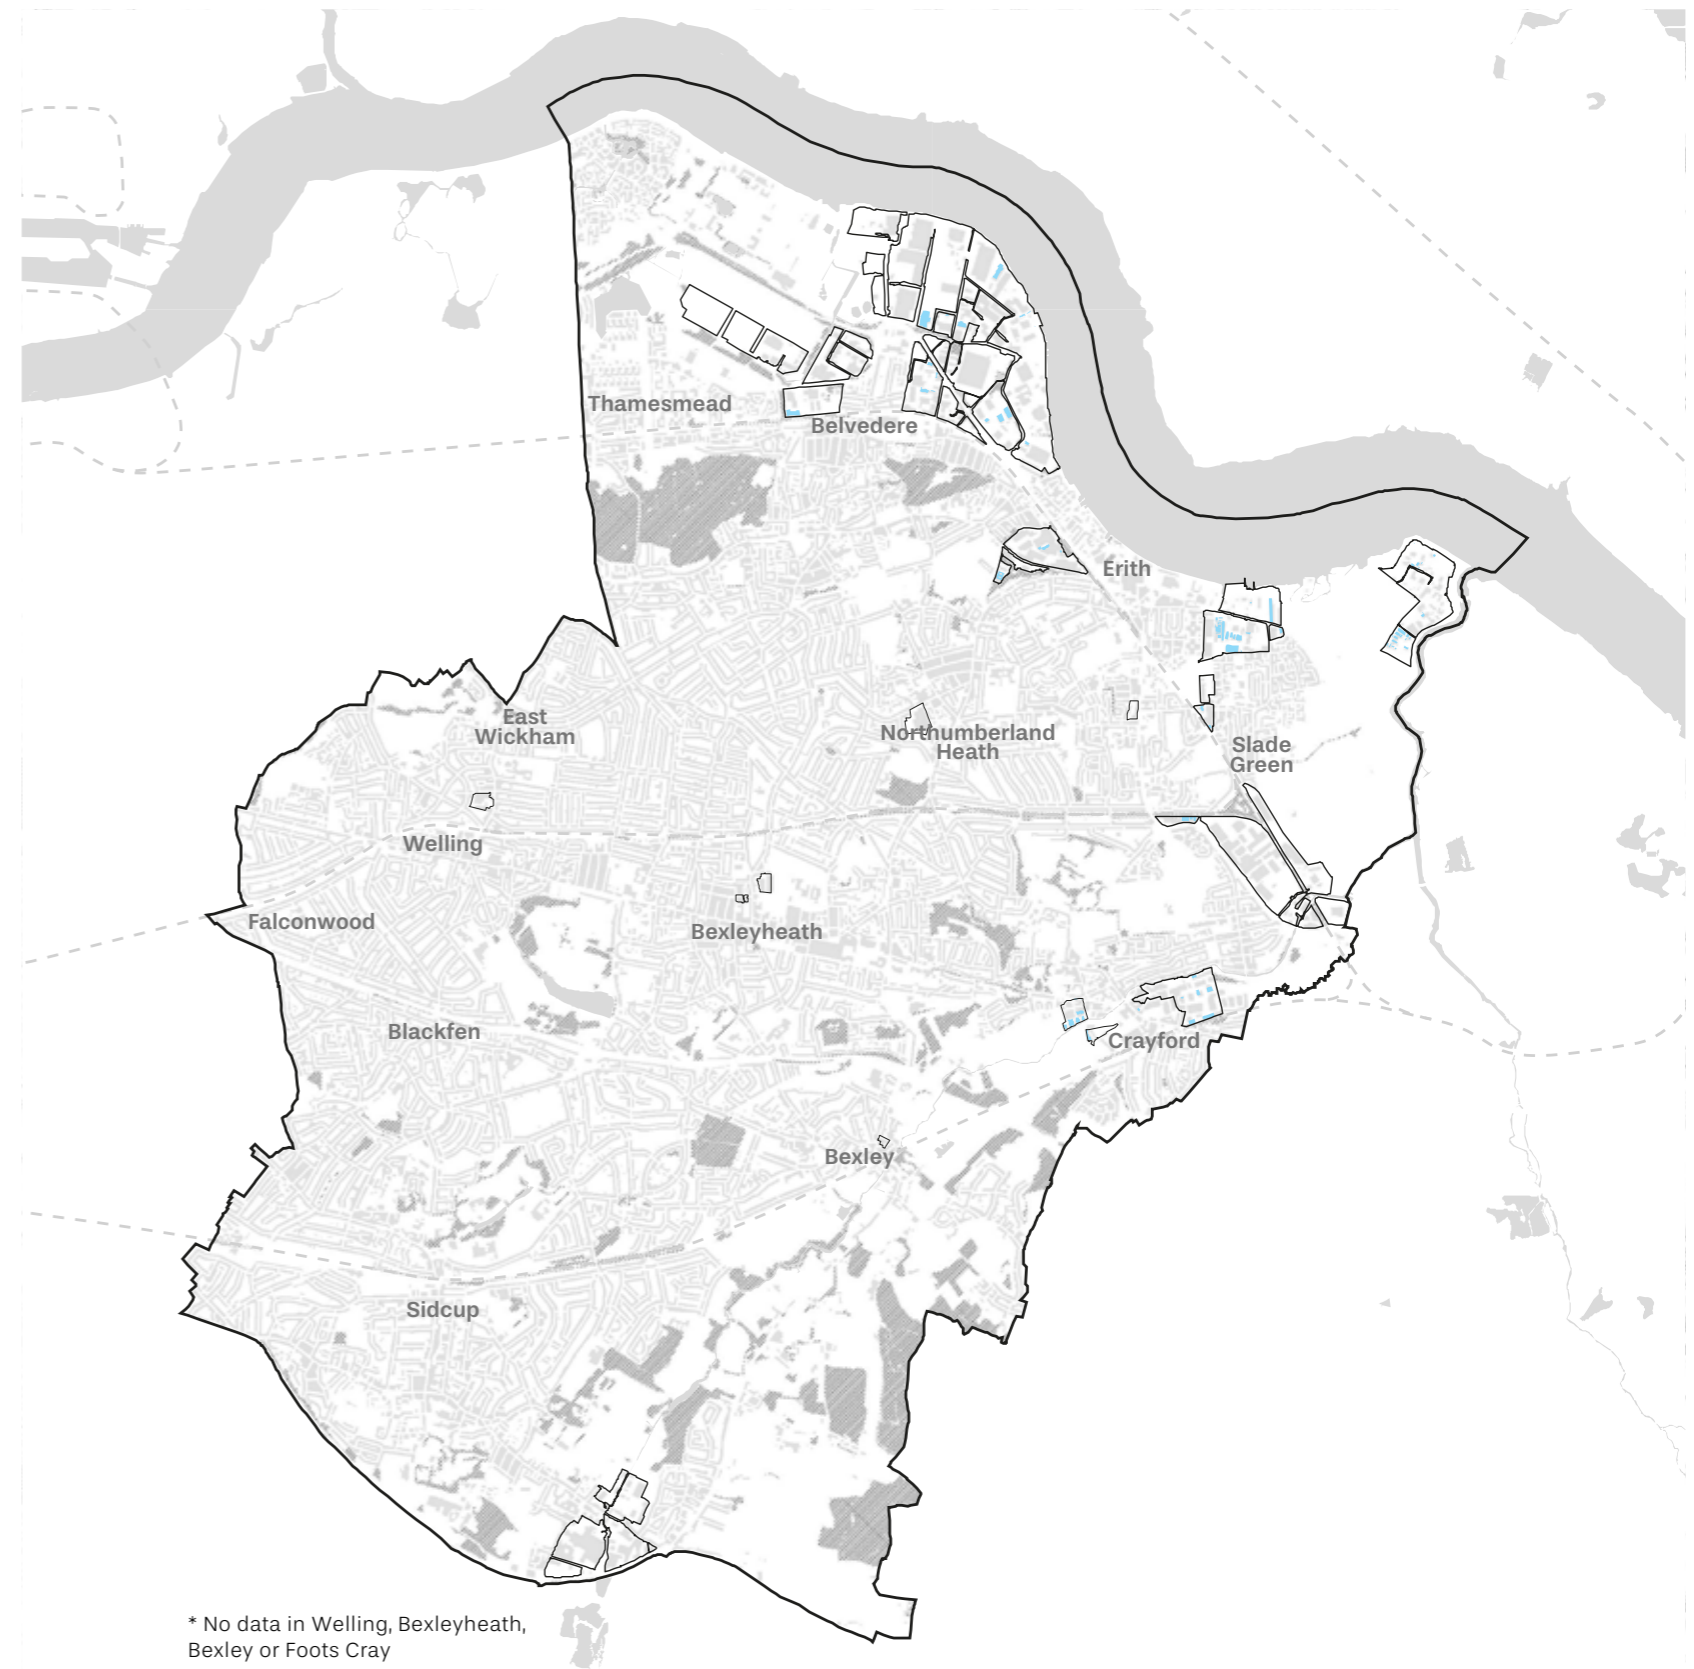 Thamesmead
Belvedere
Erith
East
Wickham
Northumberland
Heath
Slade
Green
Welling
Falconwood
Bexleyheath
Blackfen
Crayford
Bexley
Sidcup
* No data in Welling, Bexleyheath,
Bexley or Foots Cray